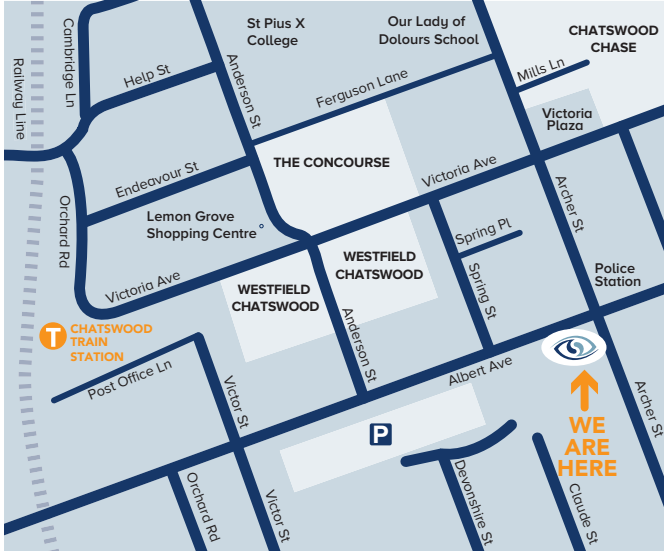 St Pius X
College
Our Lady of
Dolours School
CHATSWOOD
CHASE
Cambridge Ln
Railway Line
Help St
Anderson St
Ferguson Lane
Mills Ln
Victoria
Plaza
THE CONCOURSE
Victoria Ave
Endeavour St
Orchard Rd
Lemon Grove
Shopping Centre
Archer St
Spring Pl
WESTFIELD
CHATSWOOD
Police
Station
Victoria Ave
WESTFIELD
CHATSWOOD
Spring St
T
CHATSWOOD
TRAIN
STATION
Anderson St
Post Office Ln
Albert Ave
Victor St
Archer St
WE
ARE
HERE
P
Orchard Rd
Victor St
Devonshire St
Claude St